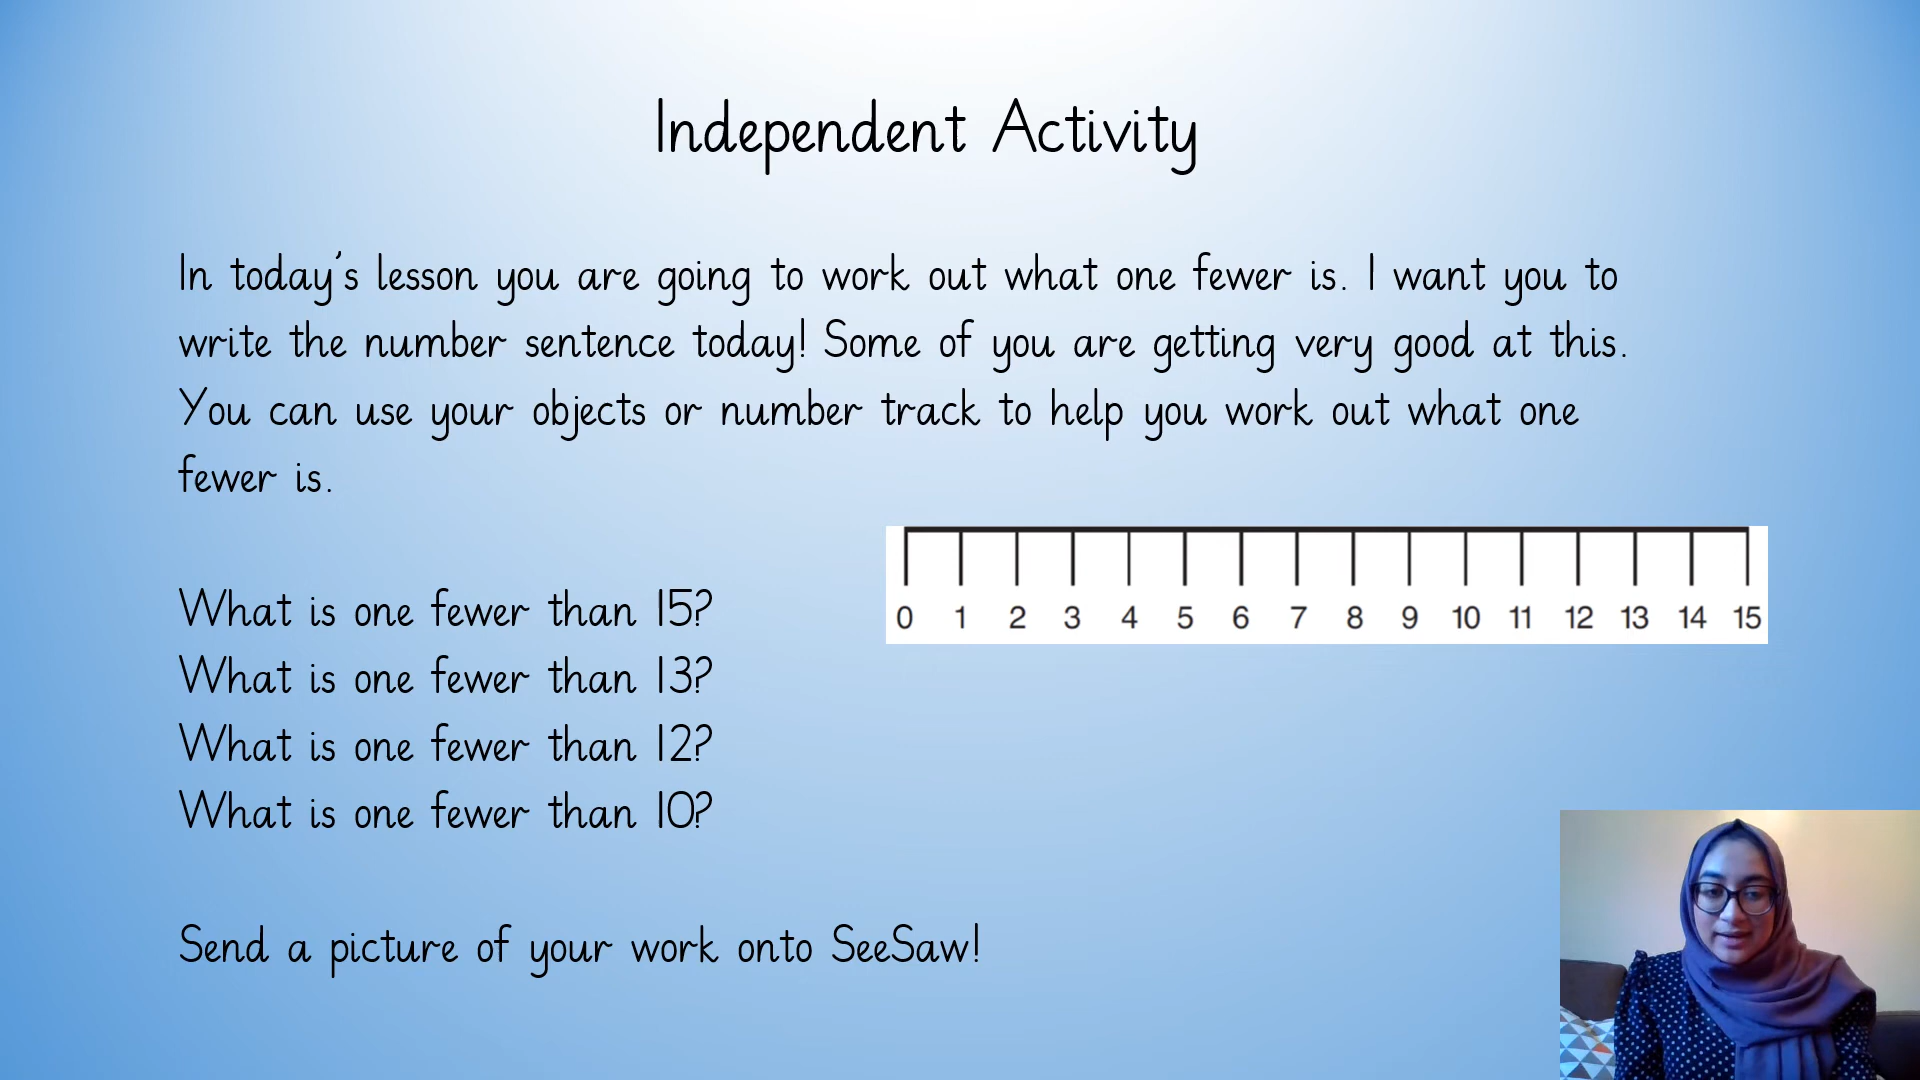 Independent Activity
In today's lesson you are going to work out what one fewer is. I want you to
write the number sentence today! Some of you are getting very good at this.
You can use your objects or number track to help you work out what one
fewer is.
0 1 2 3 4 5 6 7 8 9 10 11 12 13 14 15
What is one fewer than 15?
What is one fewer than 13?
What is one fewer than 12?
What is one fewer than 10?
Send a picture of your work onto SeeSaw!